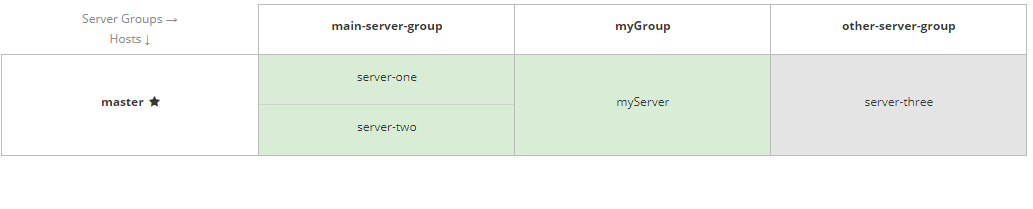 Server Groups →
Hosts ↓
main-server-group
myGroup
other-server-group
master ★
server-one
server-two
myServer
server-three